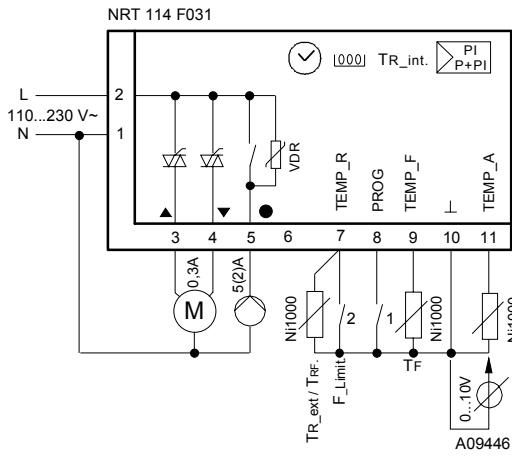 NRT 114 F031
PI
P+PI
TR_int.
L
2
110...230 V~
N
1
VDR
TEMP_R
PROG
TEMP_F
⊥
TEMP_A
3
4
5
6
7
8
9
10
11
0,3A
5(2)A
M
Ni1000
2
1
Ni1000
Ni1000
TR_ext / TRF.
F_Limit.
TF
0...10V
A09446